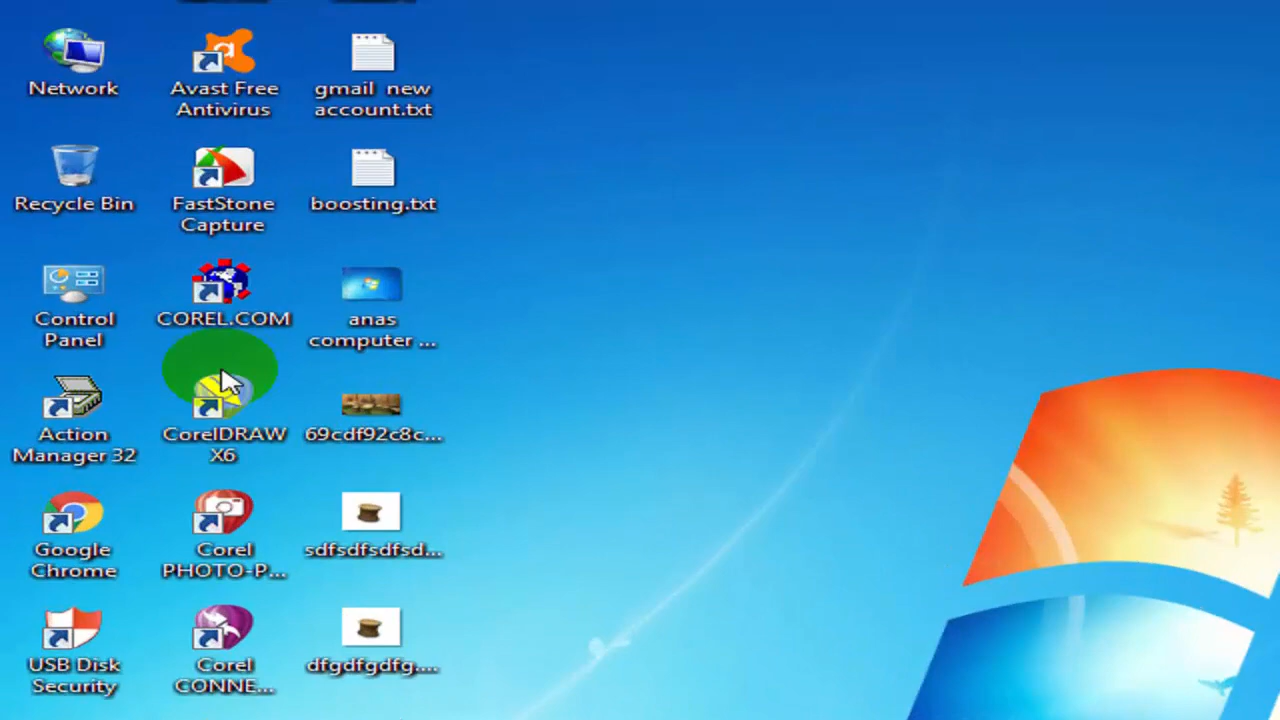 Network
Avast Free
Antivirus
gmail  new
account.txt
Recycle Bin
FastStone
Capture
boosting.txt
Control
Panel
COREL.COM
anas
computer ...
Action
Manager 32
CorelDRAW
X6
69cdf92c8c...
Google
Chrome
Corel
PHOTO-P...
sdfsdfsdfsd...
USB Disk
Security
Corel
CONNE...
dfgdfgdfg....